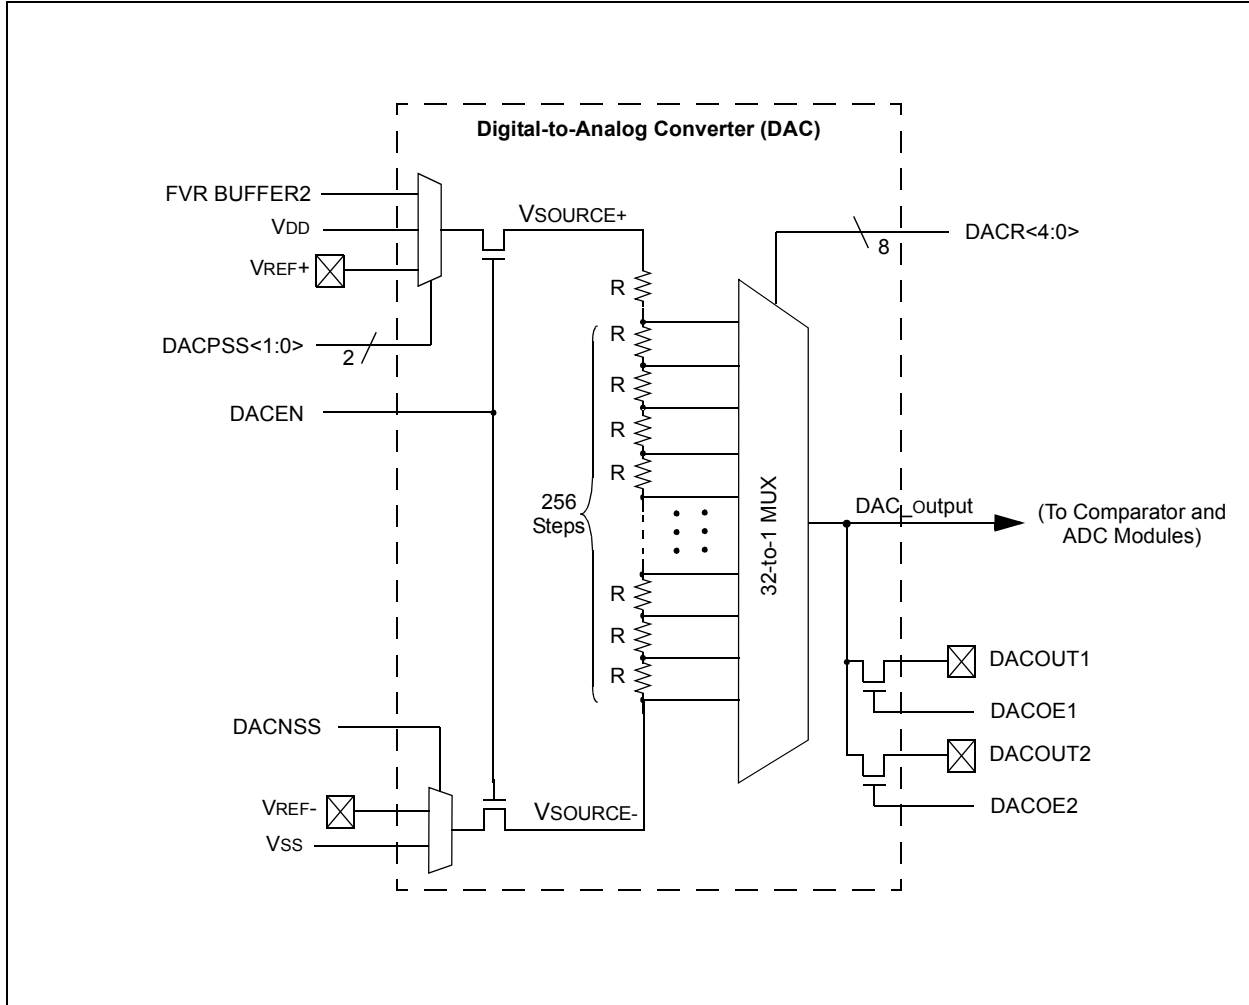 Digital-to-Analog Converter (DAC)
FVR BUFFER2
VDD
VREF+
DACPSS<1:0>
2
DACEN
VSOURCE+
R
R
R
R
R
256
Steps
R
R
R
32-to-1 MUX
8
DACR<4:0>
DAC_output
(To Comparator and
ADC Modules)
DACOUT1
DACOE1
DACOUT2
DACOE2
DACNSS
VREF-
VSS
VSOURCE-